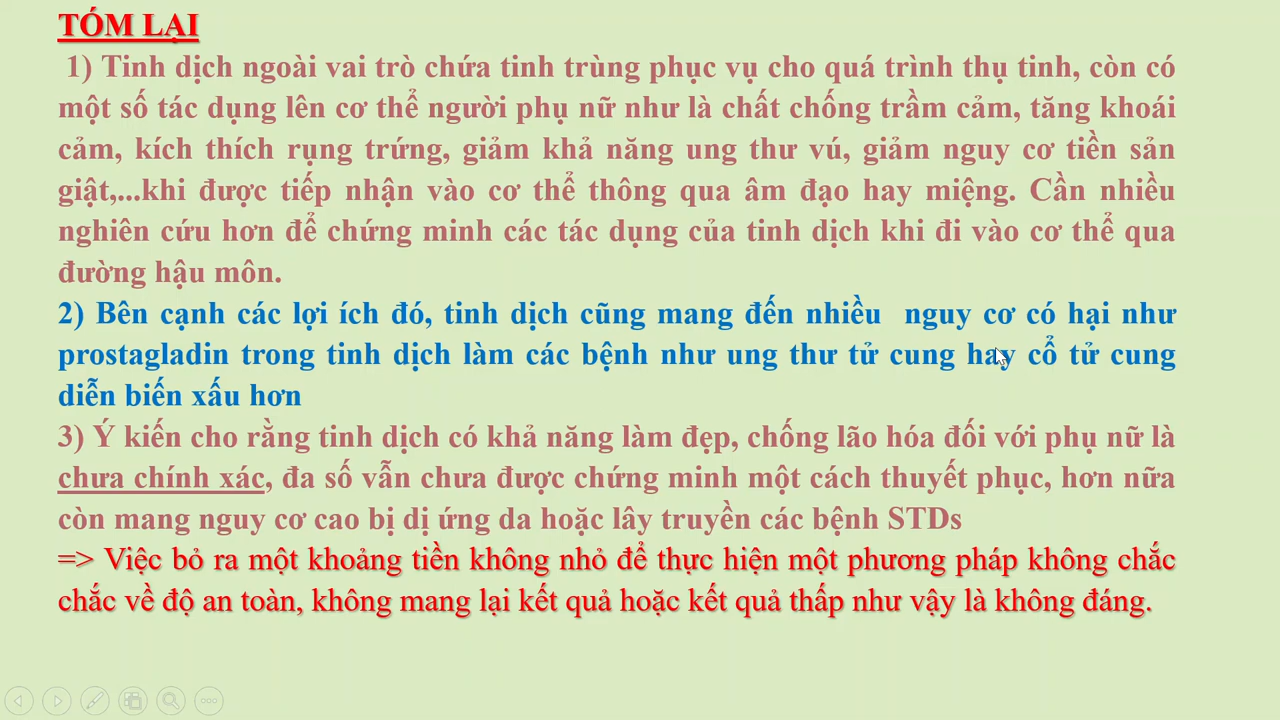 TÓM LẠI
1) Tinh dịch ngoài vai trò chứa tinh trùng phục vụ cho quá trình thụ tinh, còn có
một số tác dụng lên cơ thể người phụ nữ như là chất chống trầm cảm, tăng khoái
cảm, kích thích rụng trứng, giảm khả năng ung thư vú, giảm nguy cơ tiền sản
giật,...khi được tiếp nhận vào cơ thể thông qua âm đạo hay miệng. Cần nhiều
nghiên cứu hơn để chứng minh các tác dụng của tinh dịch khi đi vào cơ thể qua
đường hậu môn.
2) Bên cạnh các lợi ích đó, tinh dịch cũng mang đến nhiều nguy cơ có hại như
prostagladin trong tinh dịch làm các bệnh như ung thư tử cung hay cổ tử cung
diễn biến xấu hơn
3) Ý kiến cho rằng tinh dịch có khả năng làm đẹp, chống lão hóa đối với phụ nữ là
chưa chính xác, đa số vẫn chưa được chứng minh một cách thuyết phục, hơn nữa
còn mang nguy cơ cao bị dị ứng da hoặc lây truyền các bệnh STDs
=> Việc bỏ ra một khoảng tiền không nhỏ để thực hiện một phương pháp không chắc
chắc về độ an toàn, không mang lại kết quả hoặc kết quả thấp như vậy là không đáng.